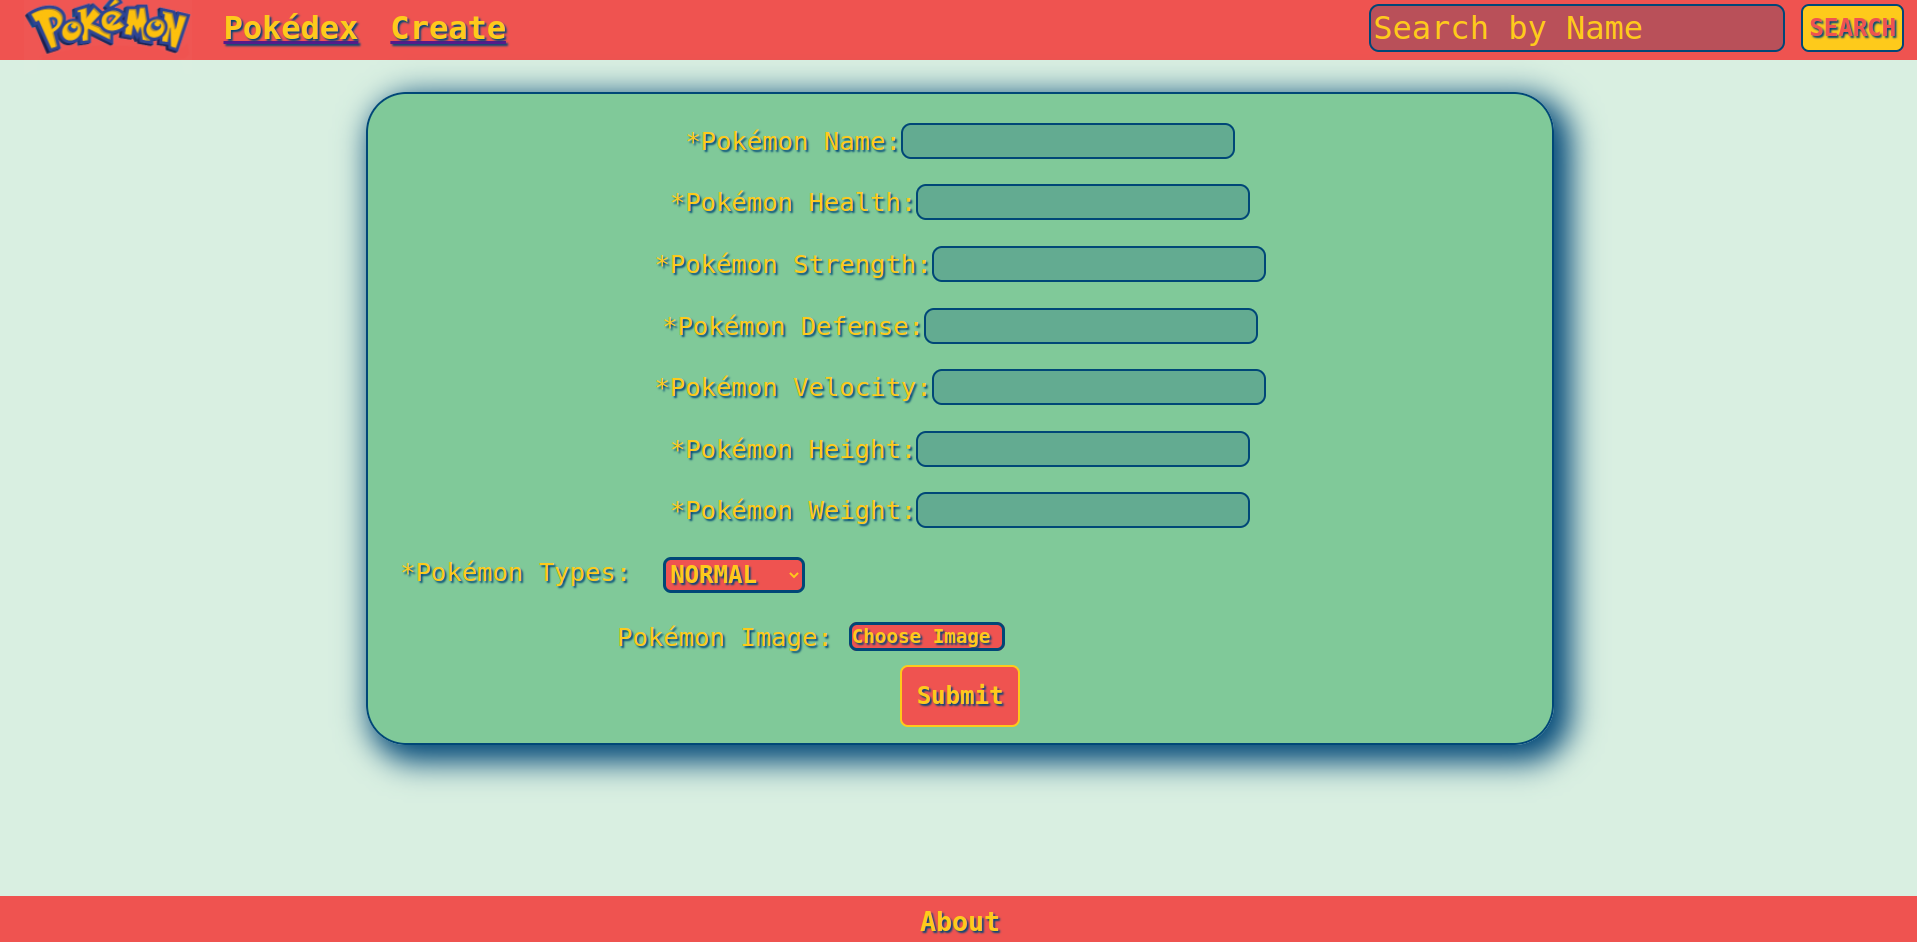 POKéMON Pokédex Create Search by Name SEARCH
*Pokémon Name:
*Pokémon Health:
*Pokémon Strength:
*Pokémon Defense:
*Pokémon Velocity:
*Pokémon Height:
*Pokémon Weight:
*Pokémon Types: NORMAL
Pokémon Image: Choose Image
Submit
About